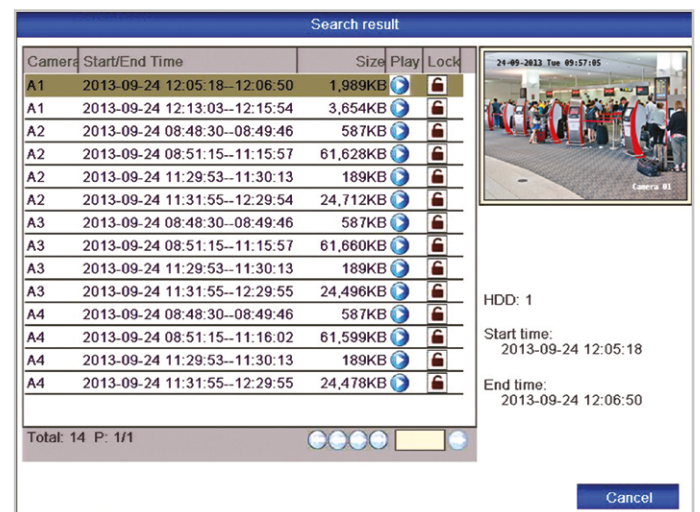 Search result
Camera Start/End Time Size Play Lock
A1 2013-09-24 12:05:18--12:06:50 1,989KB
A1 2013-09-24 12:13:03--12:15:54 3,654KB
A2 2013-09-24 08:48:30--08:49:46 587KB
A2 2013-09-24 08:51:15--11:15:57 61,628KB
A2 2013-09-24 11:29:53--11:30:13 189KB
A2 2013-09-24 11:31:55--12:29:54 24,712KB
A3 2013-09-24 08:48:30--08:49:46 587KB
A3 2013-09-24 08:51:15--11:15:57 61,660KB
A3 2013-09-24 11:29:53--11:30:13 189KB
A3 2013-09-24 11:31:55--12:29:55 24,496KB
A4 2013-09-24 08:48:30--08:49:46 587KB
A4 2013-09-24 08:51:15--11:16:02 61,599KB
A4 2013-09-24 11:29:53--11:30:13 189KB
A4 2013-09-24 11:31:55--12:29:55 24,478KB
Total: 14 P: 1/1
24-09-2013 Tue 09:57:05
Camera 01
HDD: 1
Start time:
2013-09-24 12:05:18
End time:
2013-09-24 12:06:50
Cancel